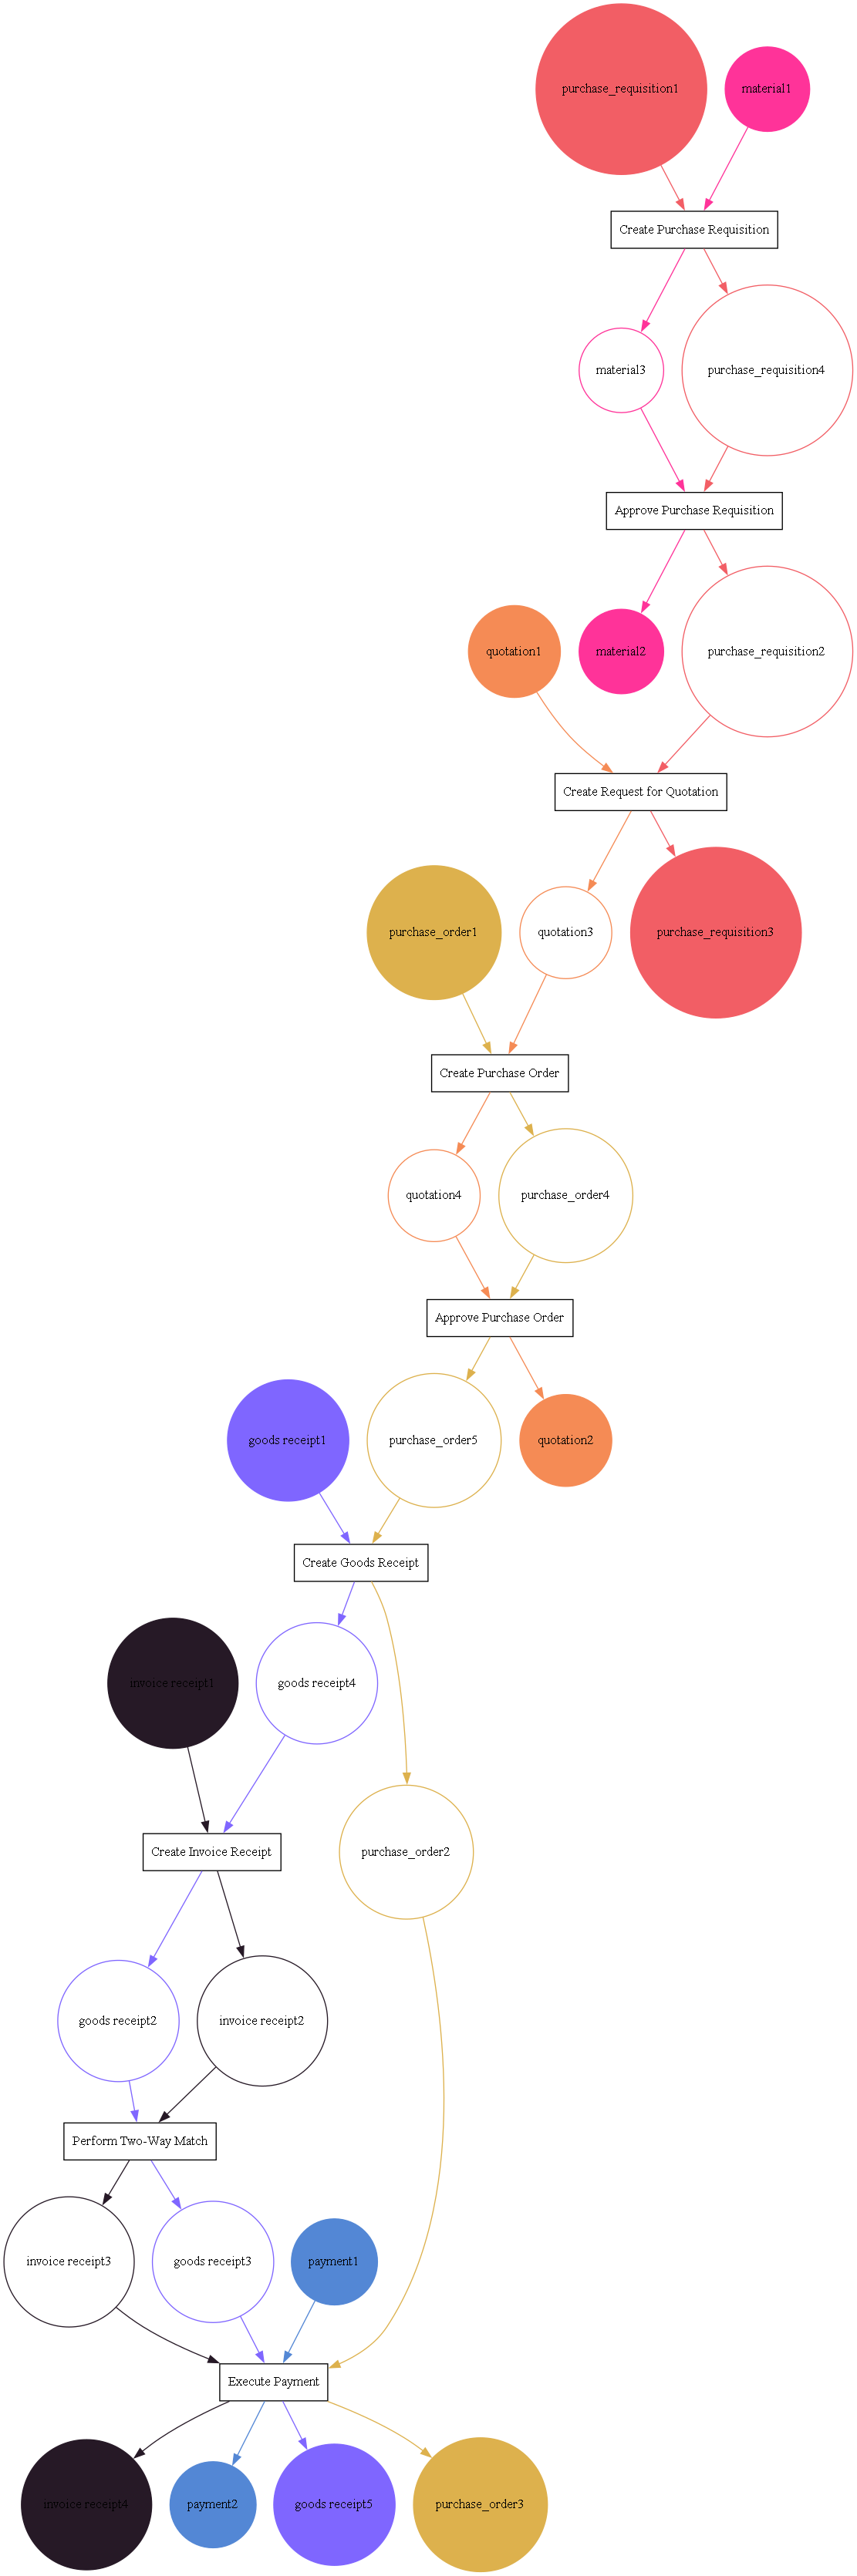 purchase_requisition1
material1
Create Purchase Requisition
material3
purchase_requisition4
Approve Purchase Requisition
quotation1
material2
purchase_requisition2
Create Request for Quotation
purchase_order1
quotation3
purchase_requisition3
Create Purchase Order
quotation4
purchase_order4
Approve Purchase Order
goods receipt1
purchase_order5
quotation2
Create Goods Receipt
invoice receipt1
goods receipt4
Create Invoice Receipt
purchase_order2
goods receipt2
invoice receipt2
Perform Two-Way Match
invoice receipt3
goods receipt3
payment1
Execute Payment
invoice receipt4
payment2
goods receipt5
purchase_order3